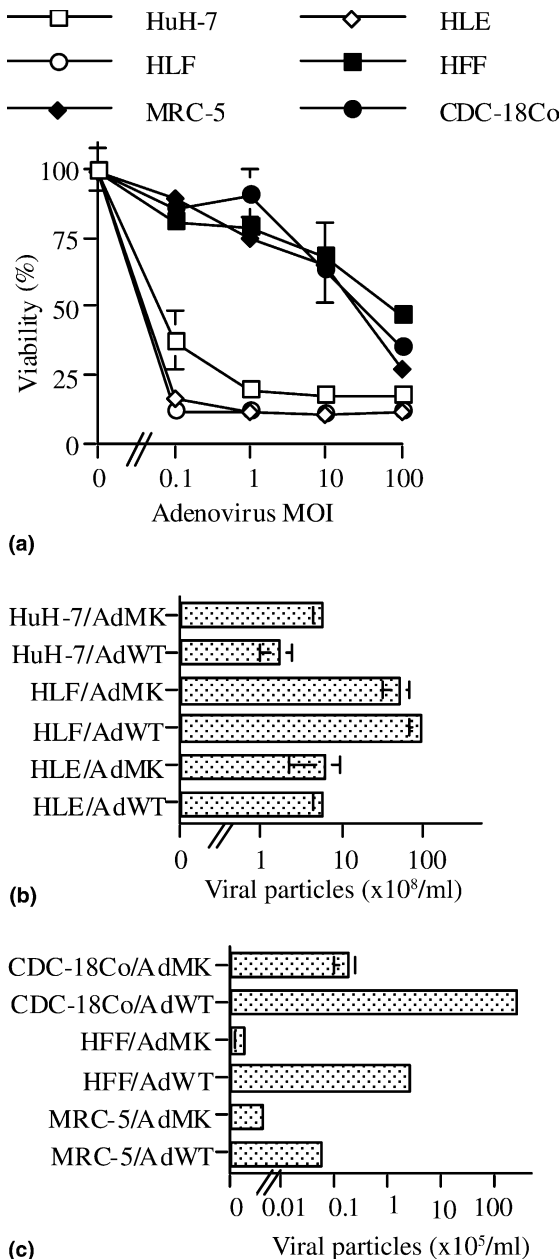 HuH-7 HLE
HLF HFF
MRC-5 CDC-18Co
100
75
50
25
0
Viability (%)
0 0.1 1 10 100
Adenovirus MOI
(a)
HuH-7/AdMK
HuH-7/AdWT
HLF/AdMK
HLF/AdWT
HLE/AdMK
HLE/AdWT
0 1 10 100
Viral particles (x10⁸/ml)
(b)
CDC-18Co/AdMK
CDC-18Co/AdWT
HFF/AdMK
HFF/AdWT
MRC-5/AdMK
MRC-5/AdWT
0 0.01 0.1 1 10 100
Viral particles (x10⁵/ml)
(c)